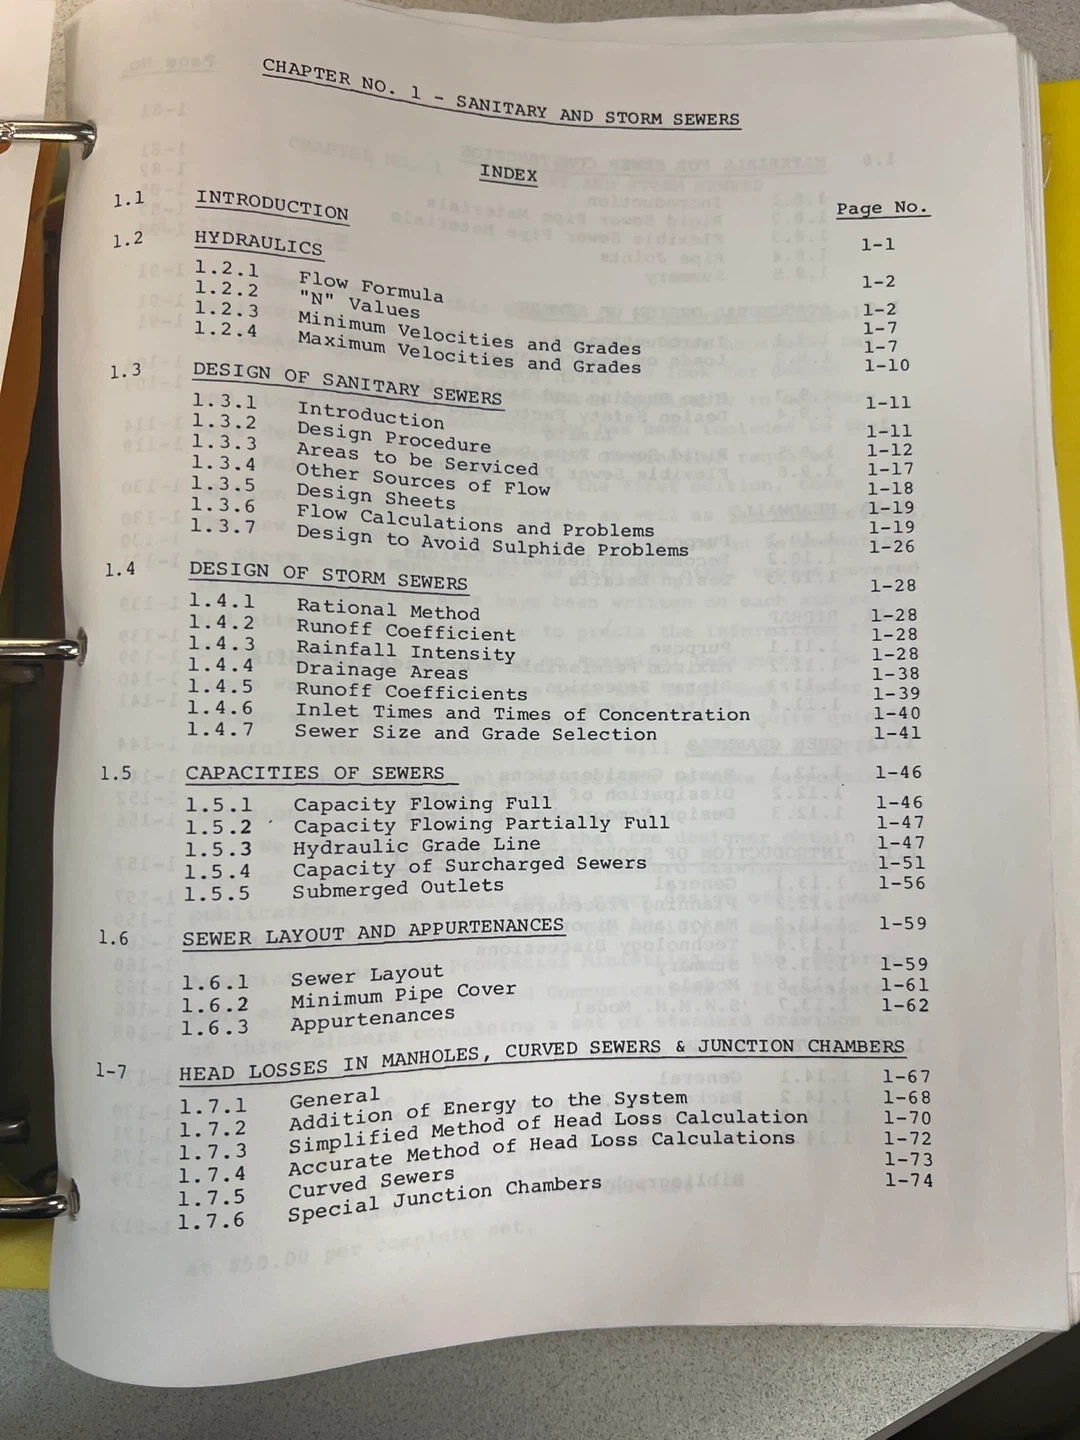 CHAPTER NO. 1 - SANITARY AND STORM SEWERS
INDEX
Page No.
1.1 INTRODUCTION 1-1
1.2 HYDRAULICS 1-2
1.2.1 Flow Formula 1-2
1.2.2 "N" Values 1-7
1.2.3 Minimum Velocities and Grades 1-7
1.2.4 Maximum Velocities and Grades 1-10
1.3 DESIGN OF SANITARY SEWERS 1-11
1.3.1 Introduction 1-11
1.3.2 Design Procedure 1-12
1.3.3 Areas to be Serviced 1-17
1.3.4 Other Sources of Flow 1-18
1.3.5 Design Sheets 1-19
1.3.6 Flow Calculations and Problems 1-19
1.3.7 Design to Avoid Sulphide Problems 1-26
1.4 DESIGN OF STORM SEWERS 1-28
1.4.1 Rational Method 1-28
1.4.2 Runoff Coefficient 1-28
1.4.3 Rainfall Intensity 1-28
1.4.4 Drainage Areas 1-38
1.4.5 Runoff Coefficients 1-39
1.4.6 Inlet Times and Times of Concentration 1-40
1.4.7 Sewer Size and Grade Selection 1-41
1.5 CAPACITIES OF SEWERS 1-46
1.5.1 Capacity Flowing Full 1-46
1.5.2 Capacity Flowing Partially Full 1-47
1.5.3 Hydraulic Grade Line 1-47
1.5.4 Capacity of Surcharged Sewers 1-51
1.5.5 Submerged Outlets 1-56
1.6 SEWER LAYOUT AND APPURTENANCES 1-59
1.6.1 Sewer Layout 1-59
1.6.2 Minimum Pipe Cover 1-61
1.6.3 Appurtenances 1-62
1-7 HEAD LOSSES IN MANHOLES, CURVED SEWERS & JUNCTION CHAMBERS
1.7.1 General 1-67
1.7.2 Addition of Energy to the System 1-68
1.7.3 Simplified Method of Head Loss Calculation 1-70
1.7.4 Accurate Method of Head Loss Calculations 1-72
1.7.5 Curved Sewers 1-73
1.7.6 Special Junction Chambers 1-74